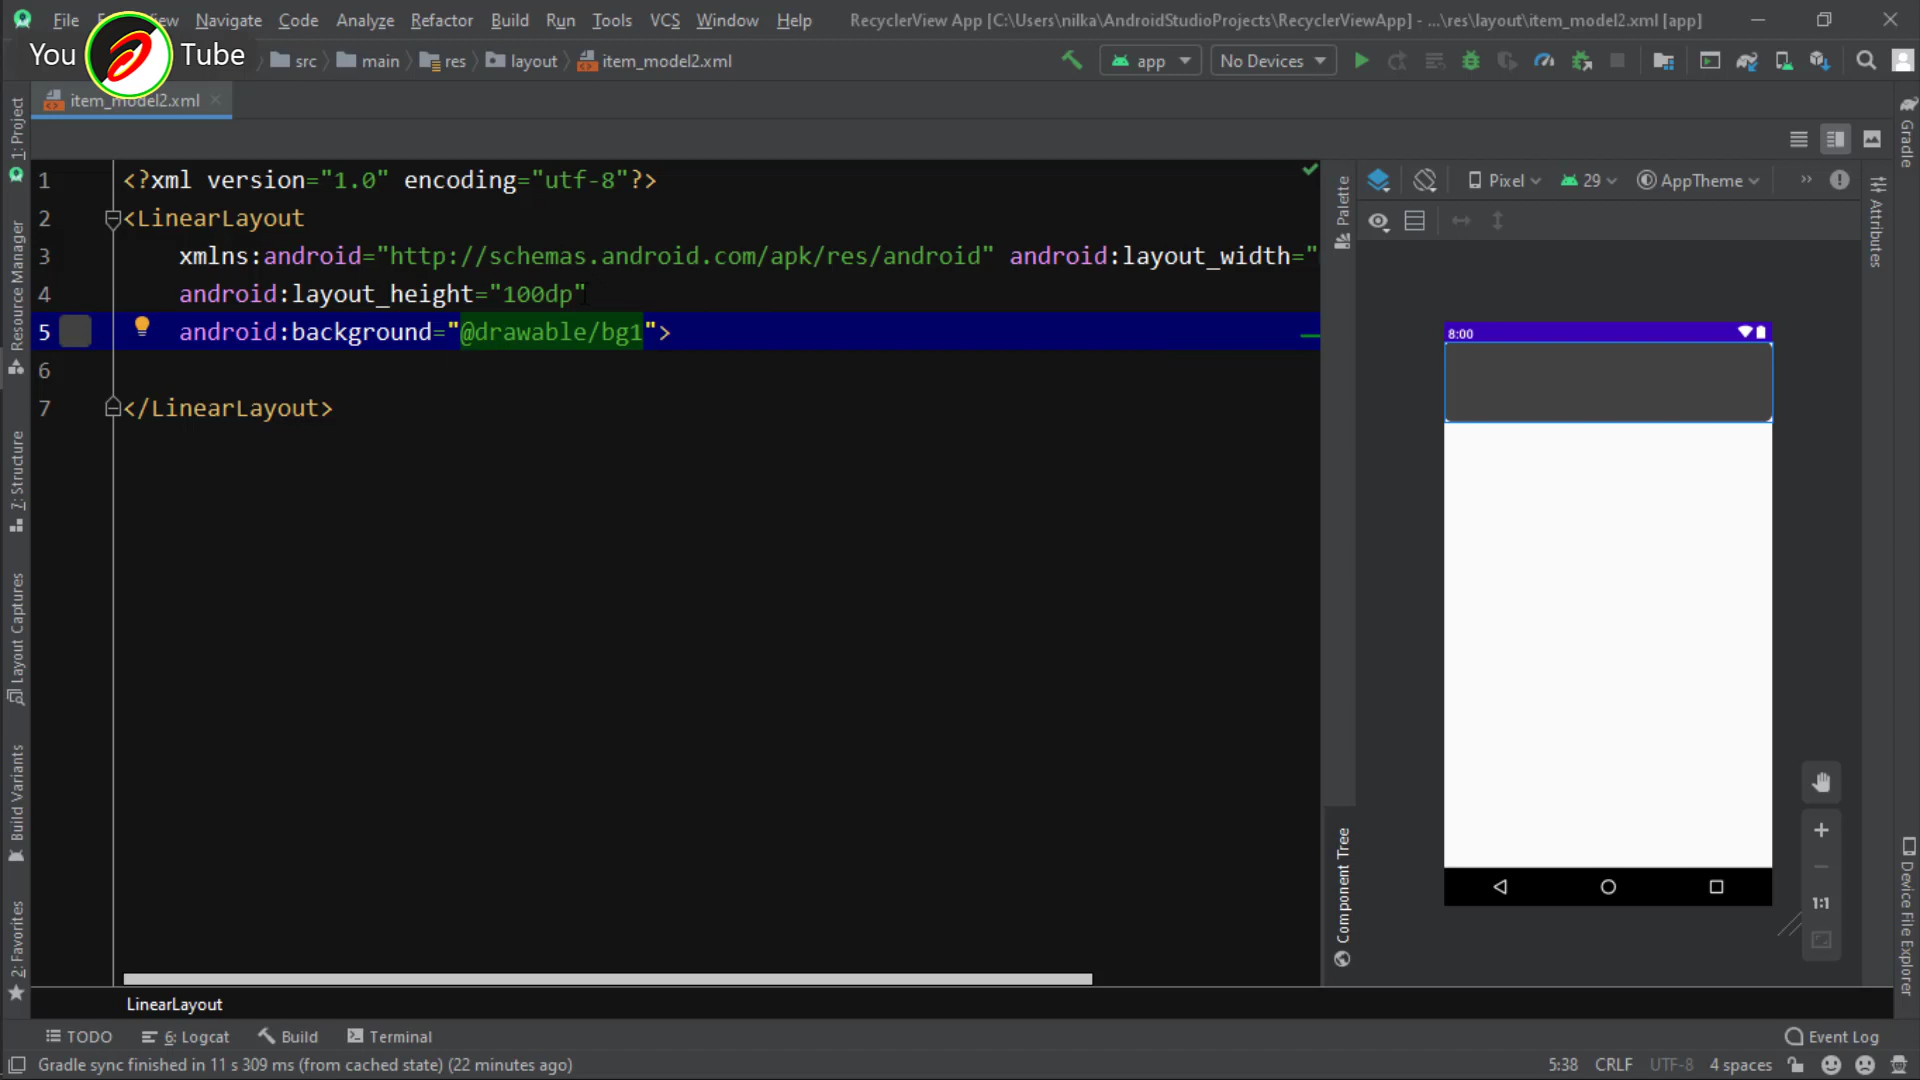 File View Navigate Code Analyze Refactor Build Run Tools VCS Window Help RecyclerView App [C:\Users\nilka\AndroidStudioProjects\RecyclerViewApp] - ...\res\layout\item_model2.xml [app]
You Tube
src main res layout item_model2.xml app No Devices
item_model2.xml
1: Project
Resource Manager
7: Structure
Layout Captures
Build Variants
2: Favorites
1 <?xml version="1.0" encoding="utf-8"?>
2 <LinearLayout
3 xmlns:android="http://schemas.android.com/apk/res/android" android:layout_width="
4 android:layout_height="100dp"
5 android:background="@drawable/bg1">
6
7 </LinearLayout>
LinearLayout
Palette
Component Tree
Pixel 29 AppTheme
8:00
1:1
Gradle
Attributes
Device File Explorer
TODO 6: Logcat Build Terminal Event Log
Gradle sync finished in 11 s 309 ms (from cached state) (22 minutes ago) 5:38 CRLF UTF-8 4 spaces